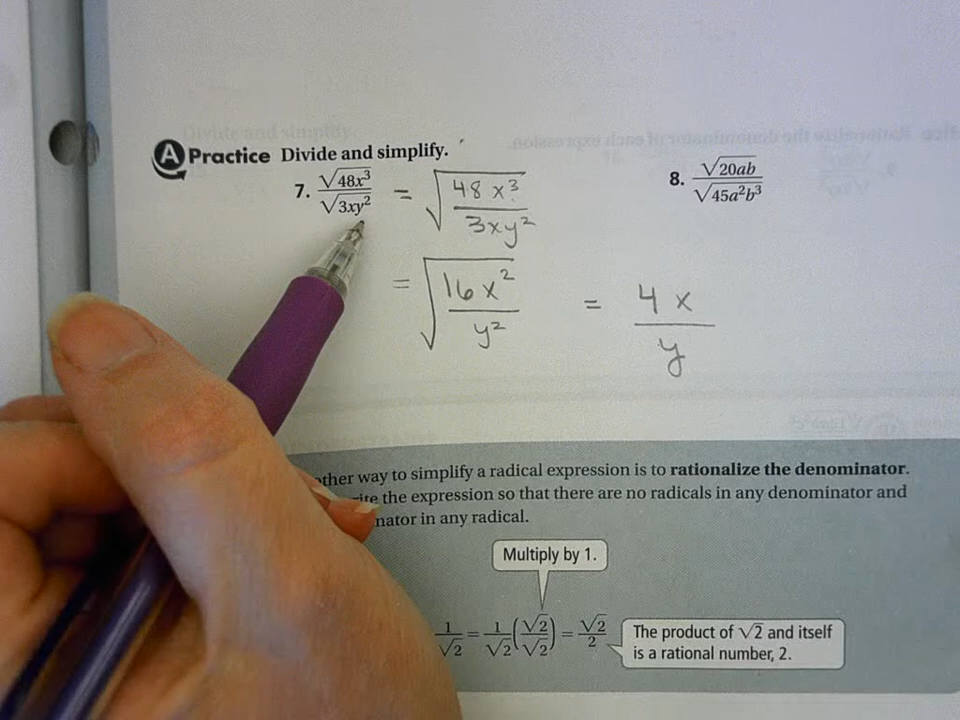 A Practice Divide and simplify.
7. √48x³ / √3xy² = √(48x³ / 3xy²)
8. √20ab / √45a²b³
= √(16x² / y²) = 4x / y
ther way to simplify a radical expression is to rationalize the denominator.
the expression so that there are no radicals in any denominator and
nator in any radical.
Multiply by 1.
1/√2 = 1/√2 (√2/√2) = √2/2
The product of √2 and itself
is a rational number, 2.